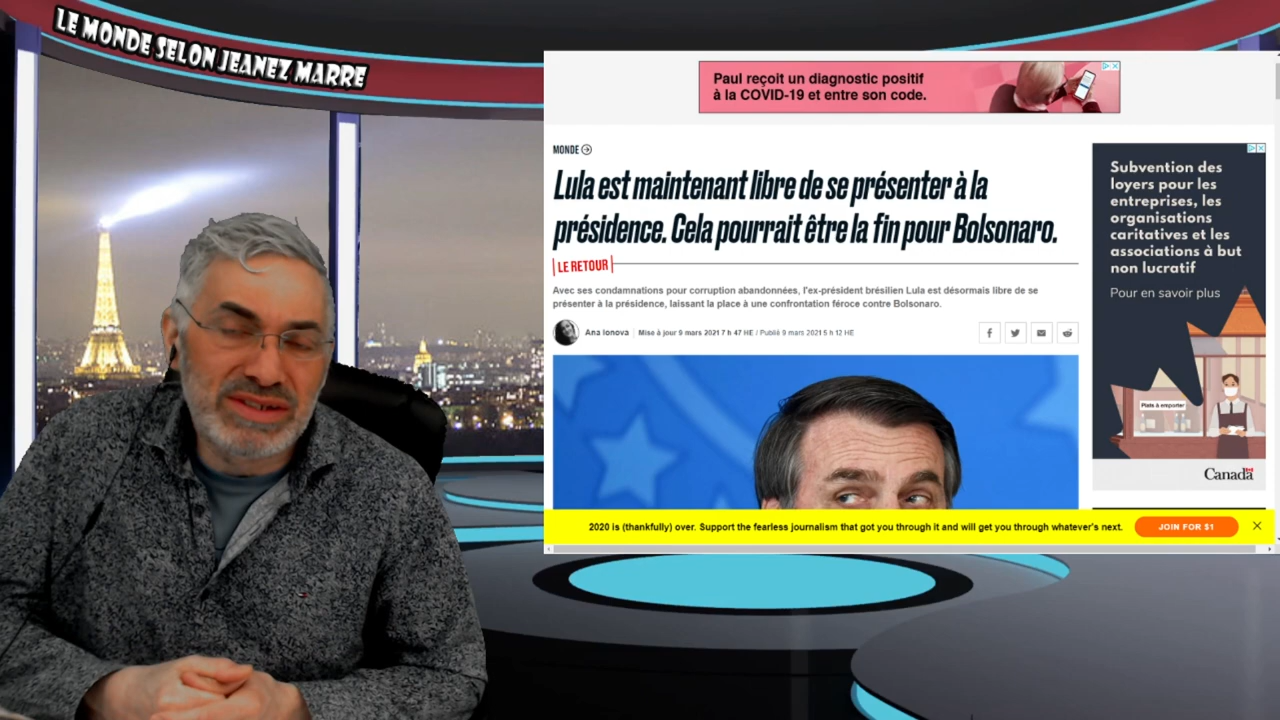 LE MONDE SELON JEANEZ MARRE
Paul reçoit un diagnostic positif
à la COVID-19 et entre son code.
MONDE
Lula est maintenant libre de se présenter à la
présidence. Cela pourrait être la fin pour Bolsonaro.
LE RETOUR
Avec ses condamnations pour corruption abandonnées, l'ex-président brésilien Lula est désormais libre de se
présenter à la présidence, laissant la place à une confrontation féroce contre Bolsonaro.
Ana Ionova | Mise à jour 9 mars 2021 7 h 47 HE / Publié 9 mars 2021 5 h 12 HE
Subvention des
loyers pour les
entreprises, les
organisations
caritatives et les
associations à but
non lucratif
Pour en savoir plus
Plats à emporter
Canada
2020 is (thankfully) over. Support the fearless journalism that got you through it and will get you through whatever's next.
JOIN FOR $1